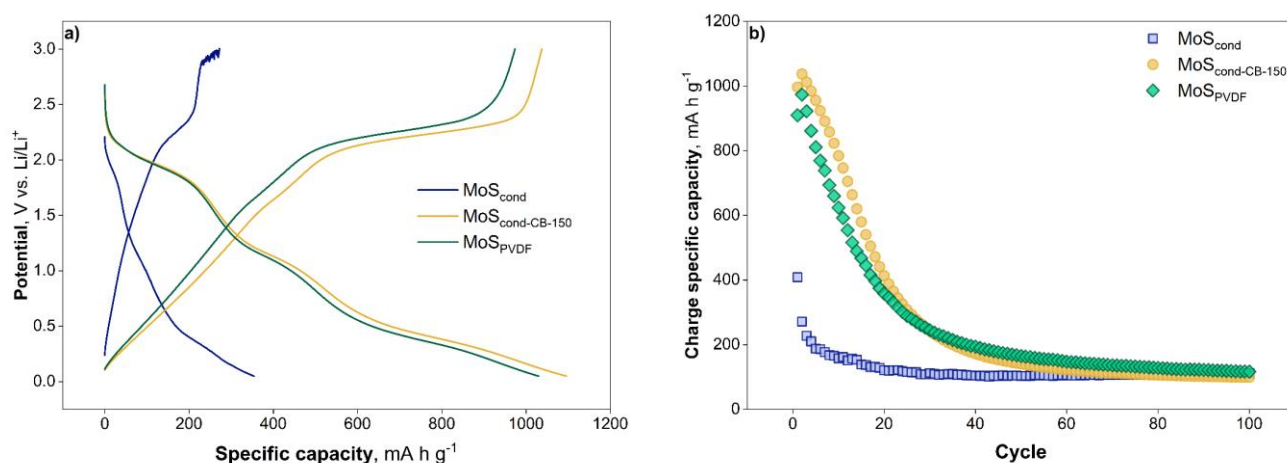 a)
3.0
2.5
2.0
1.5
1.0
0.5
0.0
Potential, V vs. Li/Li⁺
MoS_cond
MoS_cond-CB-150
MoS_PVDF
0 200 400 600 800 1000 1200
Specific capacity, mA h g⁻¹
b)
1200
1000
800
600
400
200
0
Charge specific capacity, mA h g⁻¹
MoS_cond
MoS_cond-CB-150
MoS_PVDF
0 20 40 60 80 100
Cycle